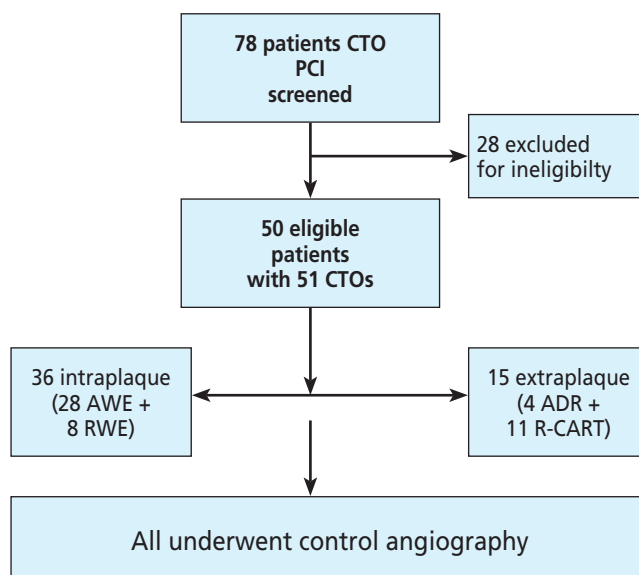 78 patients CTO
PCI
screened
28 excluded
for ineligibilty
50 eligible
patients
with 51 CTOs
36 intraplaque
(28 AWE +
8 RWE)
15 extraplaque
(4 ADR +
11 R-CART)
All underwent control angiography